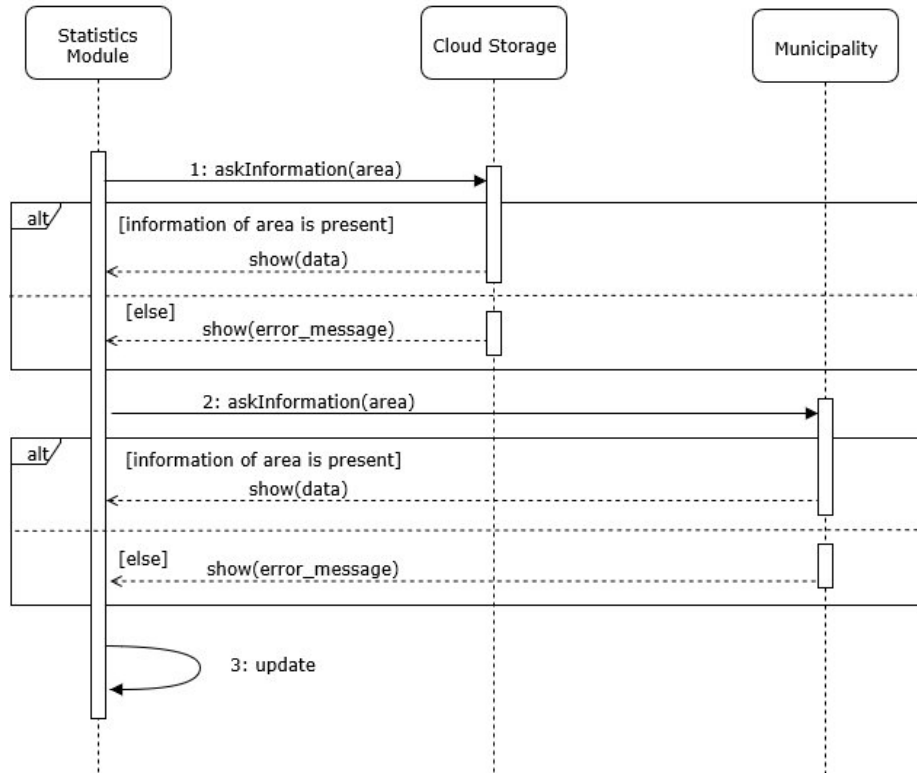 Statistics
Module
Cloud Storage
Municipality
1: askInformation(area)
alt
[information of area is present]
show(data)
[else]
show(error_message)
2: askInformation(area)
alt
[information of area is present]
show(data)
[else]
show(error_message)
3: update